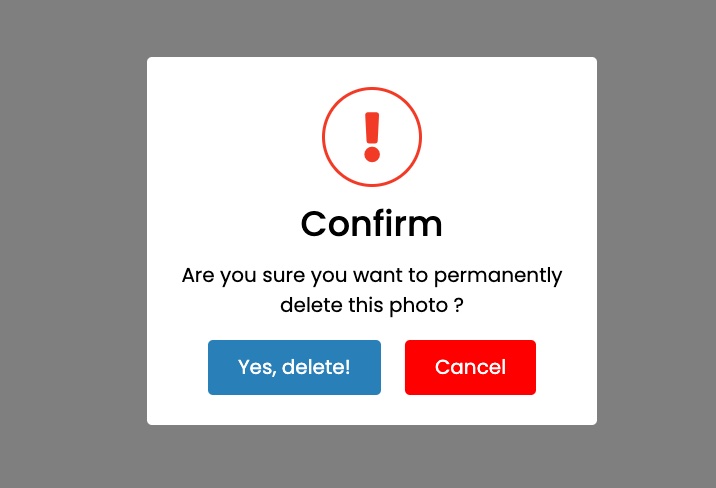 Confirm
Are you sure you want to permanently
delete this photo ?
Yes, delete! Cancel